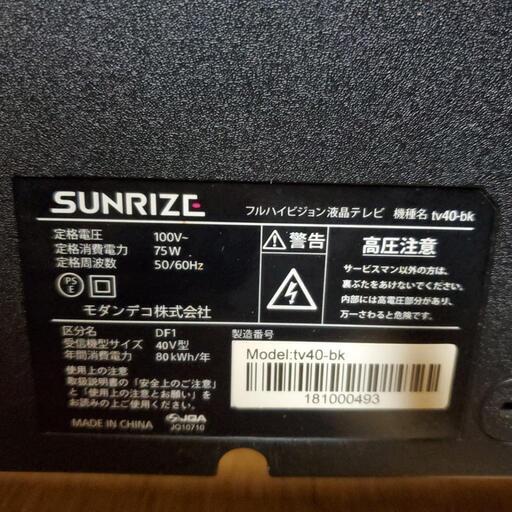 SUNRIZE
フルハイビジョン液晶テレビ 機種名 tv40-bk
定格電圧 100V~
定格消費電力 75W
定格周波数 50/60Hz
PS
E
モダンデコ株式会社
警告
高圧注意
サービスマン以外の方は、
裏ぶたをあけないでください。
内部には高電圧部分があり、
万一さわると危険です。
区分名 DF1
受信機型サイズ 40V型
年間消費電力 80kWh/年
使用上の注意
取扱説明書の「安全上のご注意」
と「使用上の注意とお願い」を
お読みの上ご使用ください。
MADE IN CHINA
JQA
JQ10710
製造番号
Model:tv40-bk
181000493